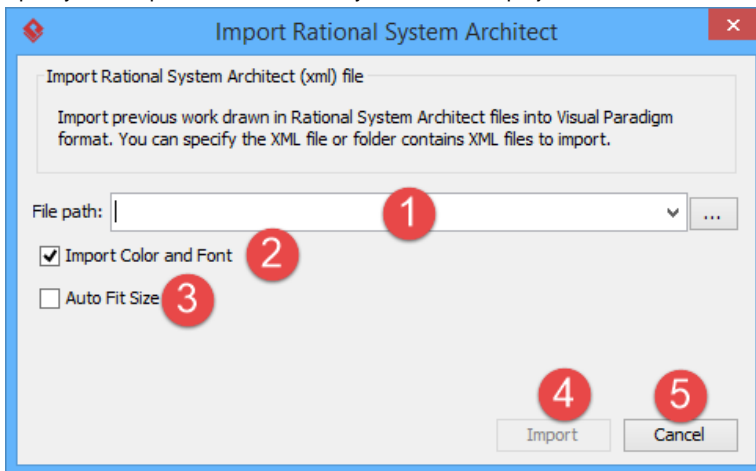 Import Rational System Architect
Import Rational System Architect (xml) file
Import previous work drawn in Rational System Architect files into Visual Paradigm
format. You can specify the XML file or folder contains XML files to import.
File path:
1
...
Import Color and Font
2
Auto Fit Size
3
4
5
Import
Cancel